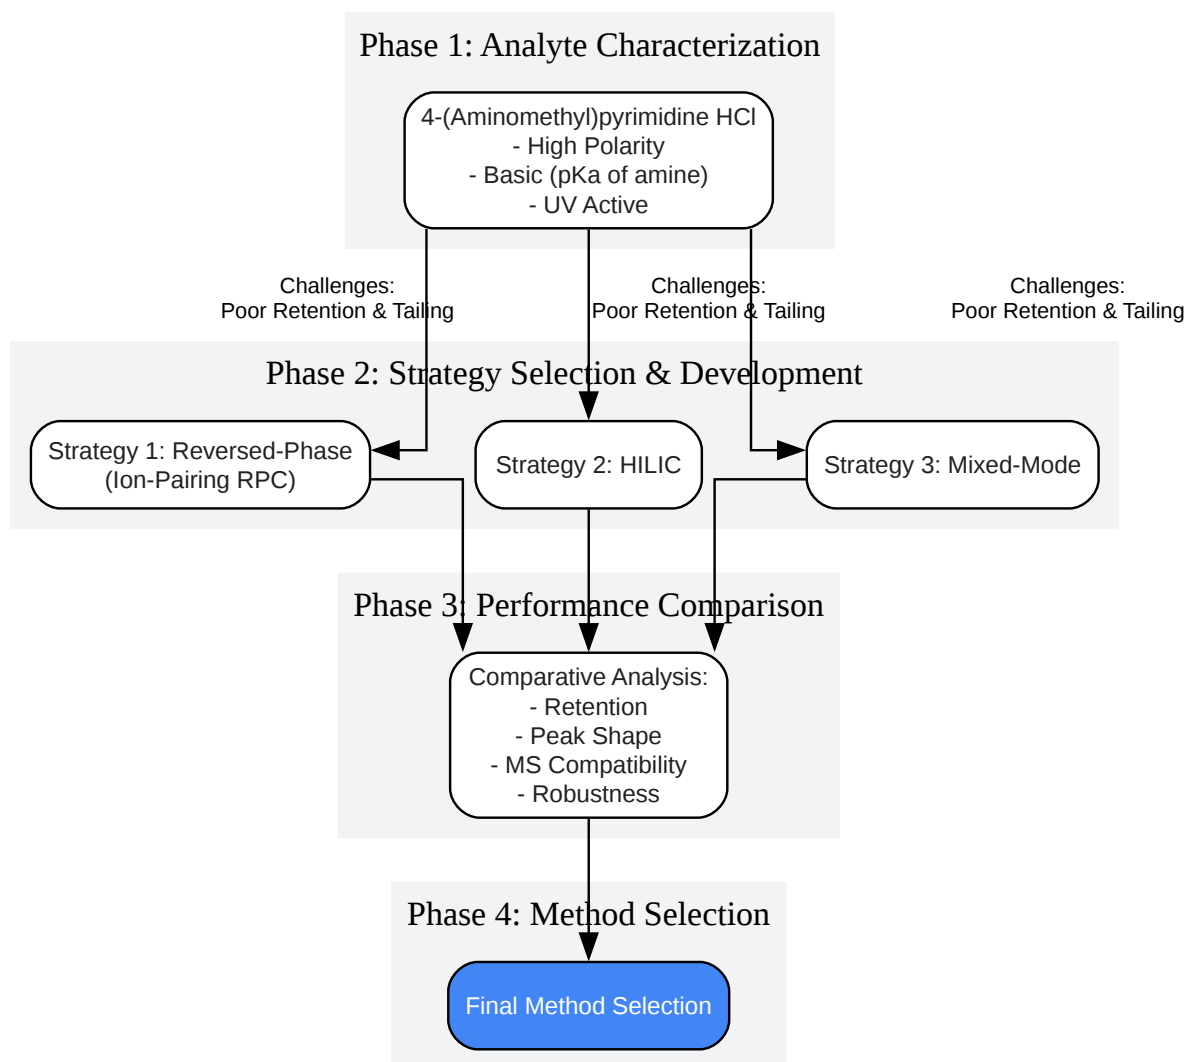 Phase 1: Analyte Characterization
4-(Aminomethyl)pyrimidine HCl
- High Polarity
- Basic (pKa of amine)
- UV Active
Challenges:
Poor Retention & Tailing
Challenges:
Poor Retention & Tailing
Challenges:
Poor Retention & Tailing
Phase 2: Strategy Selection & Development
Strategy 1: Reversed-Phase
(Ion-Pairing RPC)
Strategy 2: HILIC
Strategy 3: Mixed-Mode
Phase 3: Performance Comparison
Comparative Analysis:
- Retention
- Peak Shape
- MS Compatibility
- Robustness
Phase 4: Method Selection
Final Method Selection